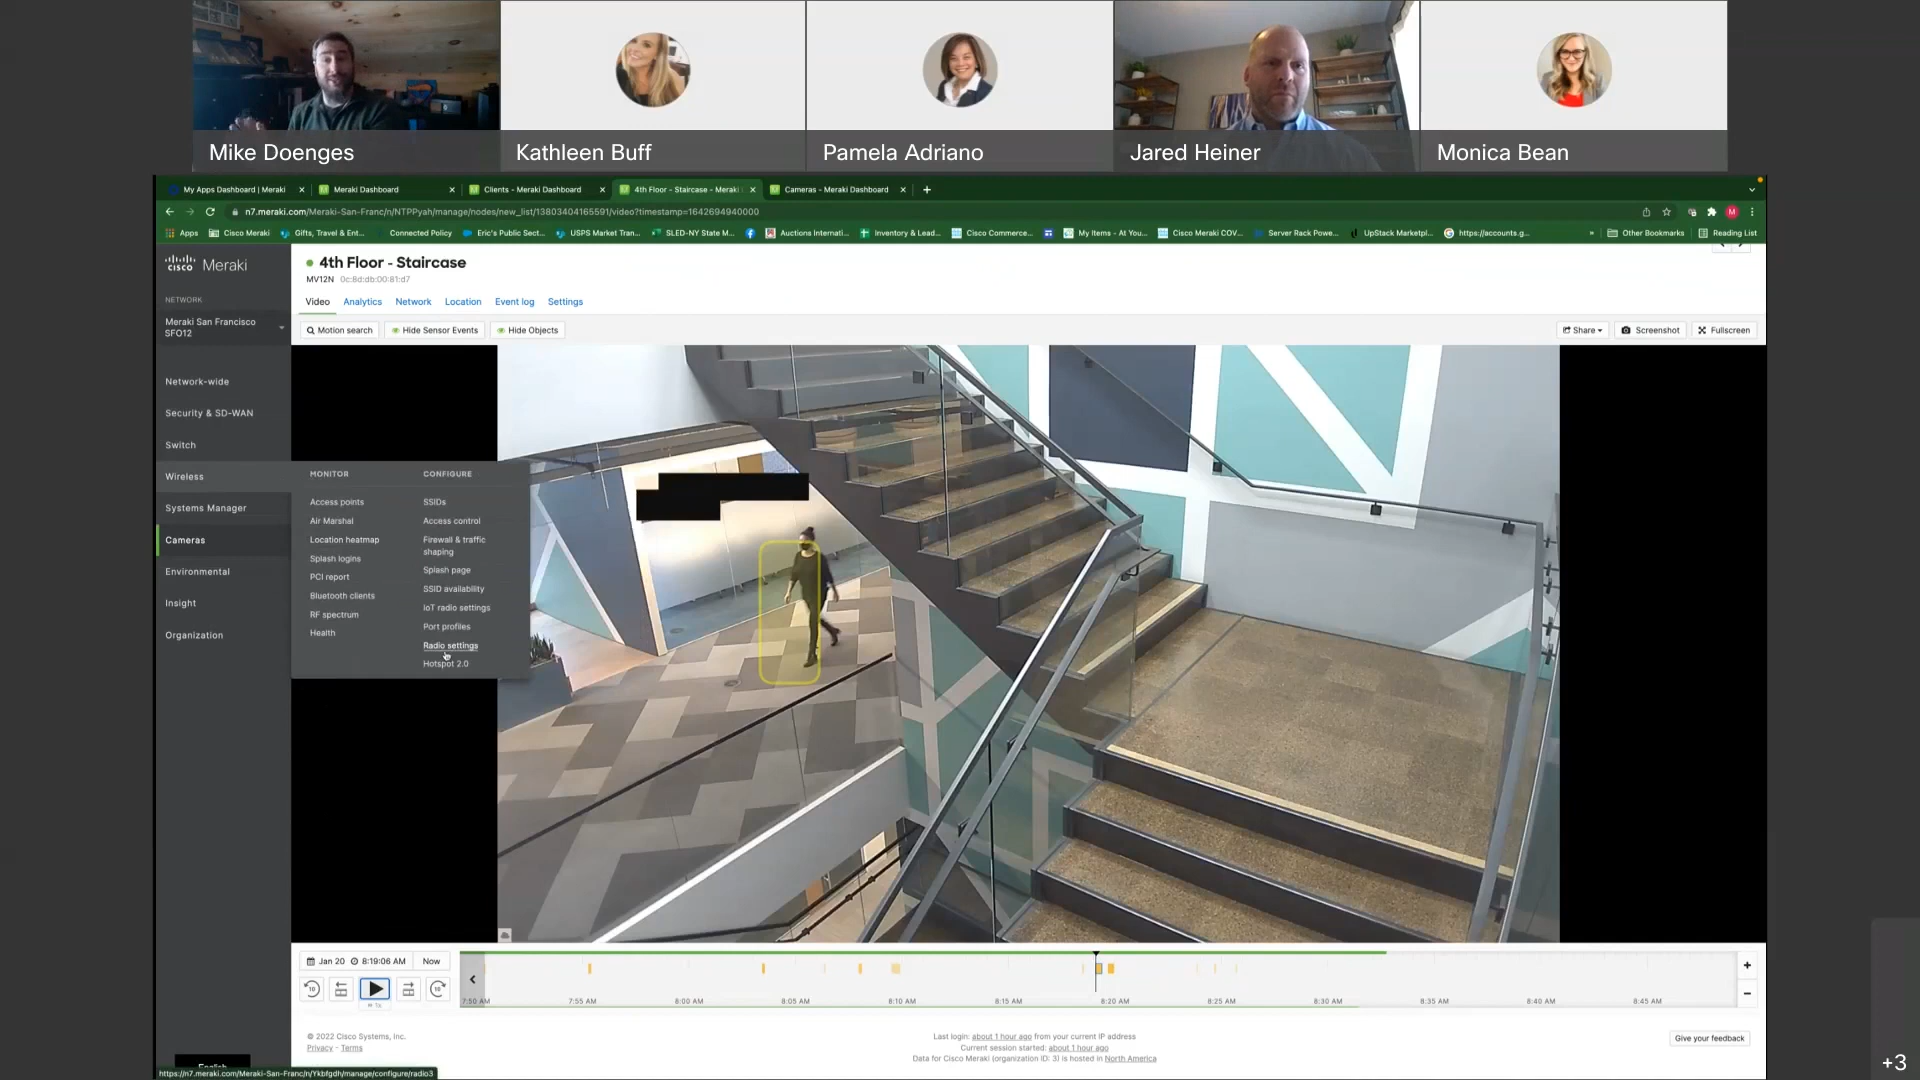 Mike Doenges
Kathleen Buff
Pamela Adriano
Jared Heiner
Monica Bean
My Apps Dashboard | Meraki
Meraki Dashboard
Clients - Meraki Dashboard
4th Floor - Staircase - Meraki
Cameras - Meraki Dashboard
n7.meraki.com/Meraki-San-Franc/n/NTPPyah/manage/nodes/new_list/13803404165591/video?timestamp=1642694940000
M
Apps
Cisco Meraki
Gifts, Travel & Ent...
Connected Policy
Eric's Public Sect...
USPS Market Tran...
SLED-NY State M...
Auctions Internati...
Inventory & Lead...
Cisco Commerce...
My Items - At You...
Cisco Meraki COV...
Server Rack Powe...
UpStack Marketpl...
https://accounts.g...
»
Other Bookmarks
Reading List
CISCO Meraki
NETWORK
Meraki San Francisco
SFO12
Network-wide
Security & SD-WAN
Switch
Wireless
Systems Manager
Cameras
Environmental
Insight
Organization
English
4th Floor - Staircase
MV12N 0c:8d:db:00:81:d7
Video
Analytics
Network
Location
Event log
Settings
Motion search
Hide Sensor Events
Hide Objects
Share
Screenshot
Fullscreen
MONITOR
Access points
Air Marshal
Location heatmap
Splash logins
PCI report
Bluetooth clients
RF spectrum
Health
CONFIGURE
SSIDs
Access control
Firewall & traffic
shaping
Splash page
SSID availability
IoT radio settings
Port profiles
Radio settings
Hotspot 2.0
Jan 20 8:19:06 AM
Now
10
10
7:50 AM
7:55 AM
8:00 AM
8:05 AM
8:10 AM
8:15 AM
8:20 AM
8:25 AM
8:30 AM
8:35 AM
8:40 AM
8:45 AM
© 2022 Cisco Systems, Inc.
Privacy - Terms
Last login: about 1 hour ago from your current IP address
Current session started: about 1 hour ago
Data for Cisco Meraki (organization ID: 3) is hosted in North America
Give your feedback
https://n7.meraki.com/Meraki-San-Franc/n/Ykbfgdh/manage/configure/radio3
+3